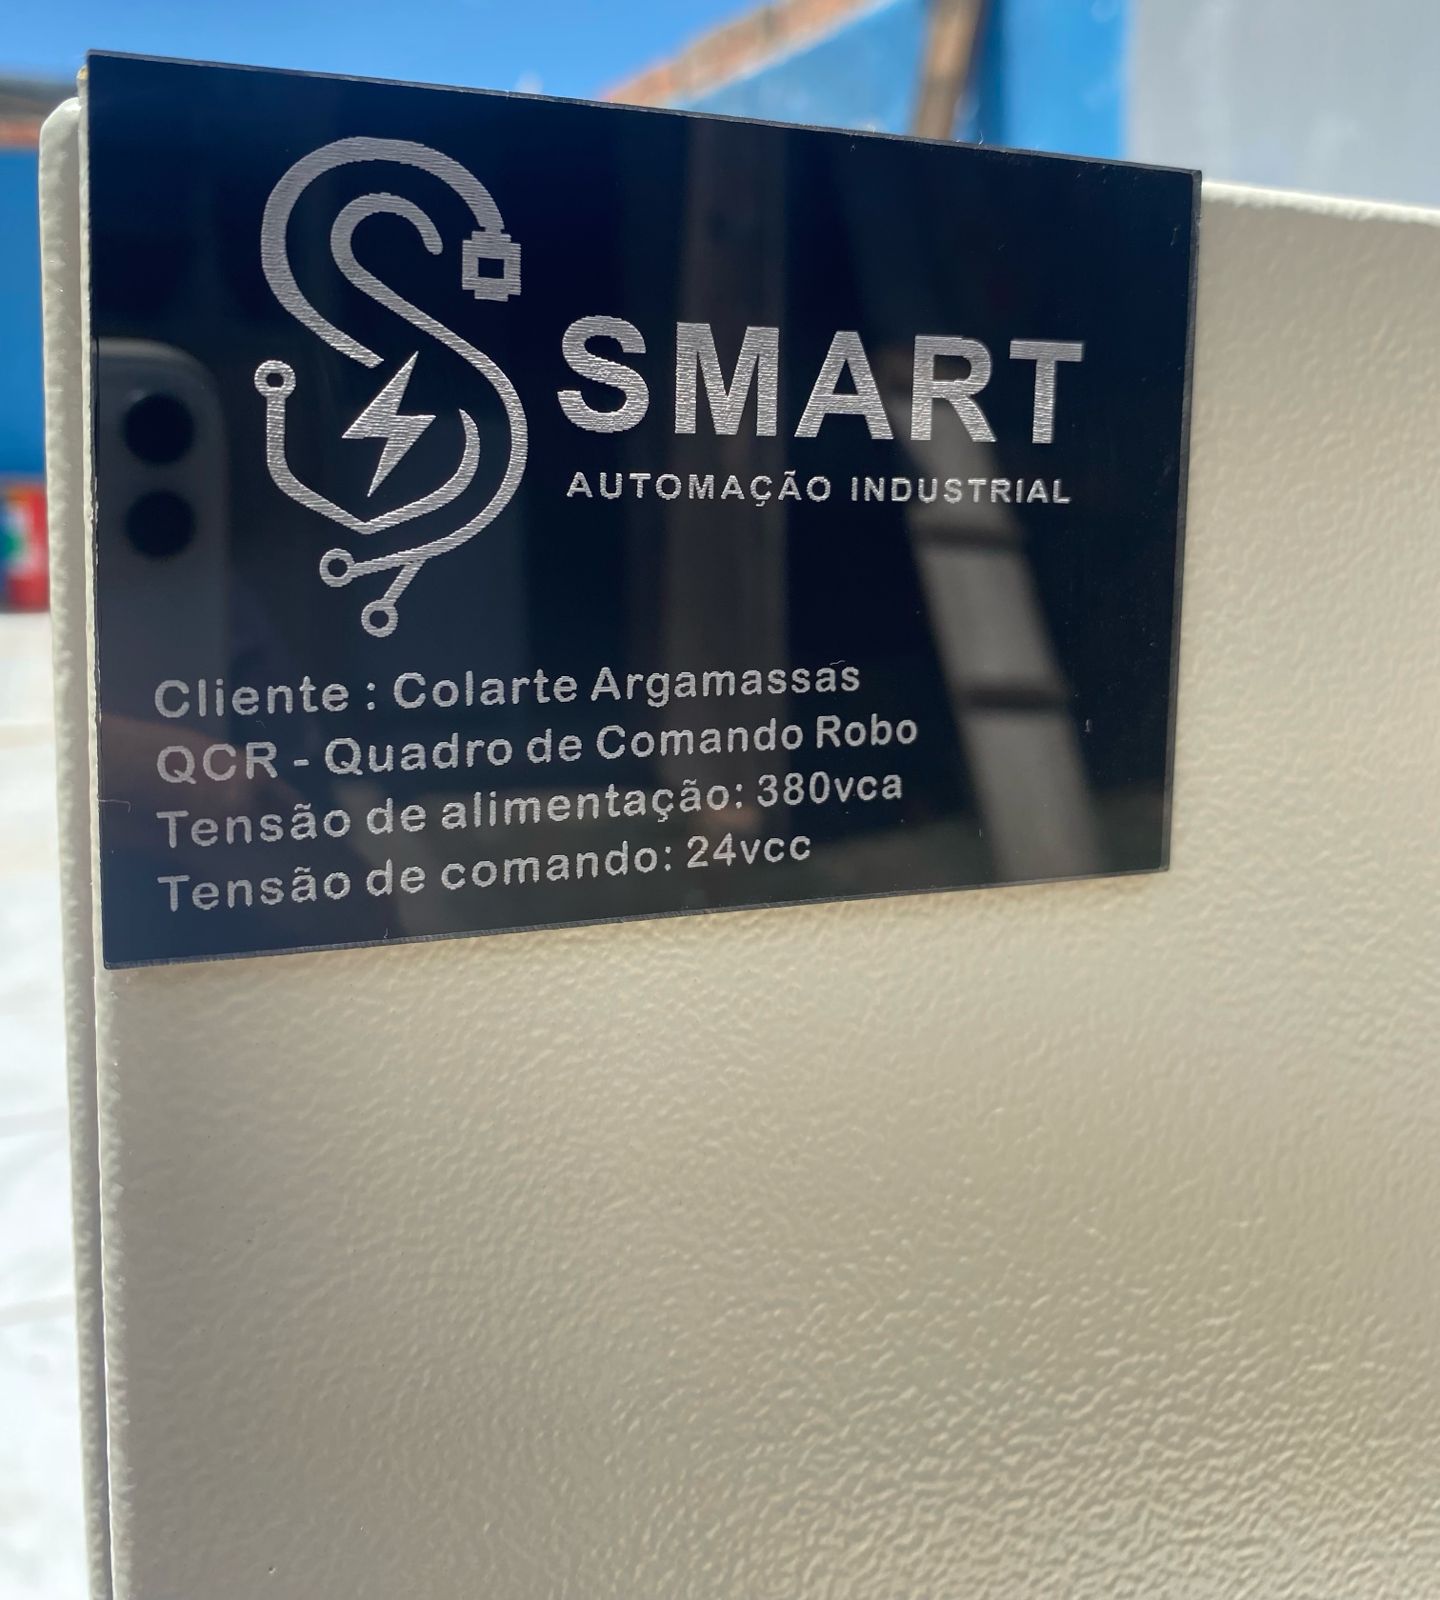 SMART
AUTOMAÇÃO INDUSTRIAL
Cliente : Colarte Argamassas
QCR - Quadro de Comando Robo
Tensão de alimentação: 380vca
Tensão de comando: 24vcc